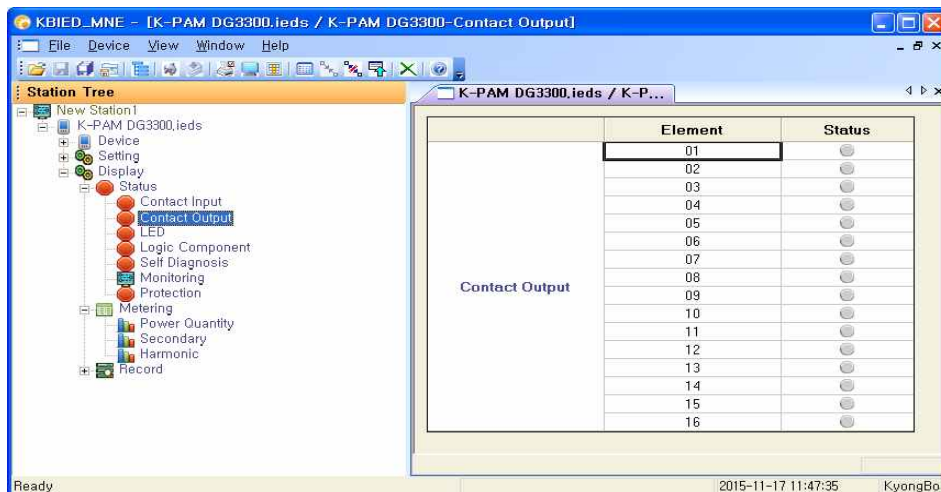 KBIED_MNE - [K-PAM DG3300.ieds / K-PAM DG3300-Contact Output]
File Device View Window Help
Station Tree
New Station1
K-PAM DG3300.ieds
Device
Setting
Display
Status
Contact Input
Contact Output
LED
Logic Component
Self Diagnosis
Monitoring
Protection
Metering
Power Quantity
Secondary
Harmonic
Record
K-PAM DG3300.ieds / K-P...
Element Status
Contact Output
01
02
03
04
05
06
07
08
09
10
11
12
13
14
15
16
Ready 2015-11-17 11:47:35 KyongBo